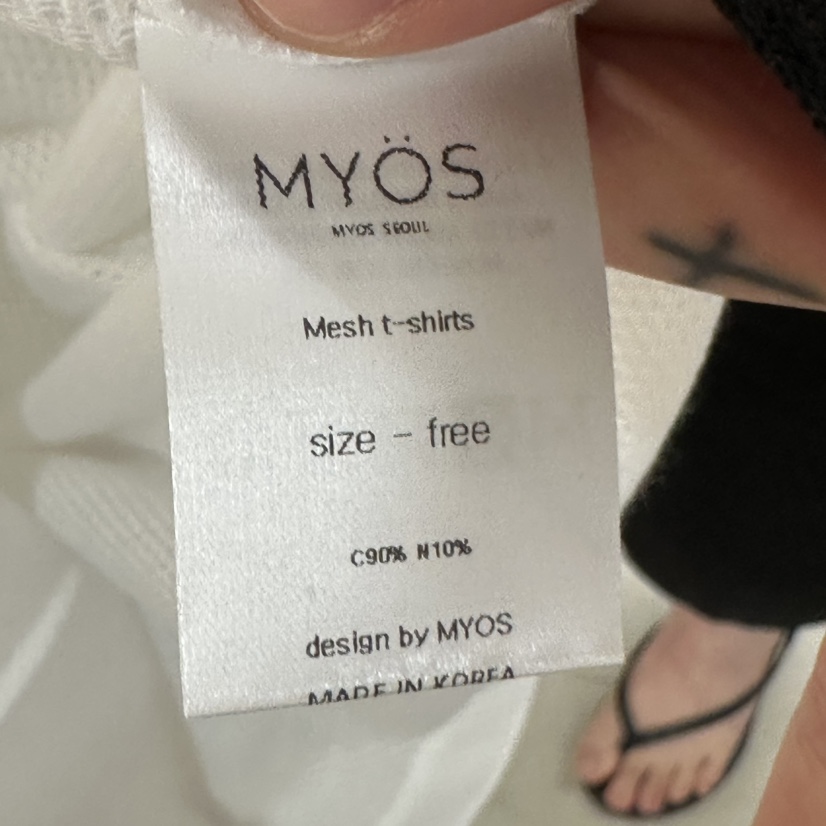 MYÖS
MYOS SEOUL
Mesh t-shirts
size - free
C90% N10%
design by MYOS
MADE IN KOREA